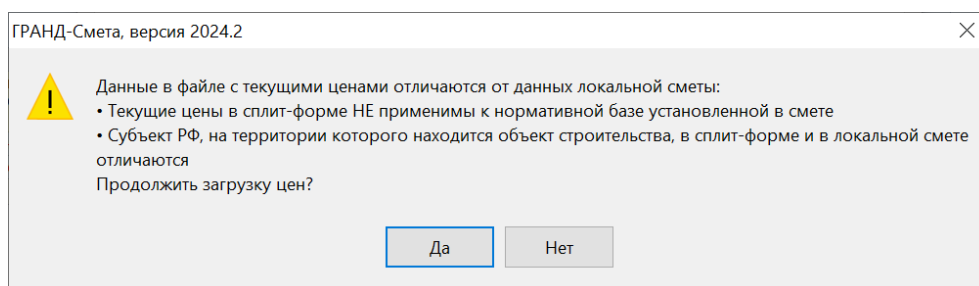 ГРАНД-Смета, версия 2024.2
Данные в файле с текущими ценами отличаются от данных локальной сметы:
• Текущие цены в сплит-форме НЕ применимы к нормативной базе установленной в смете
• Субъект РФ, на территории которого находится объект строительства, в сплит-форме и в локальной смете
отличаются
Продолжить загрузку цен?
Да
Нет